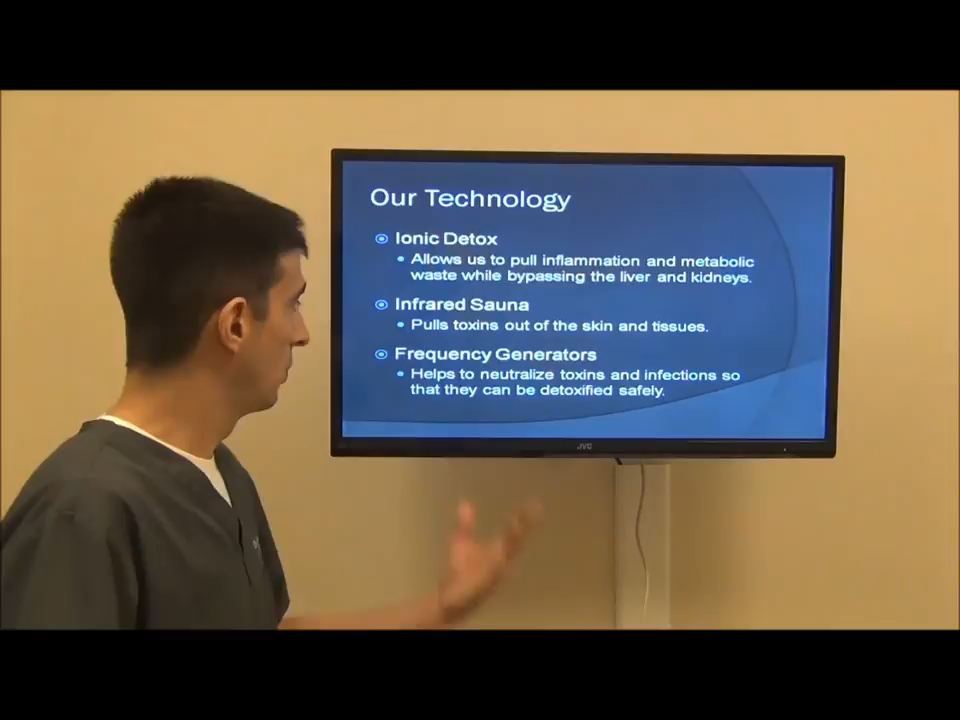 Our Technology
Ionic Detox
• Allows us to pull inflammation and metabolic
waste while bypassing the liver and kidneys.
Infrared Sauna
• Pulls toxins out of the skin and tissues.
Frequency Generators
• Helps to neutralize toxins and infections so
that they can be detoxified safely.
JVC